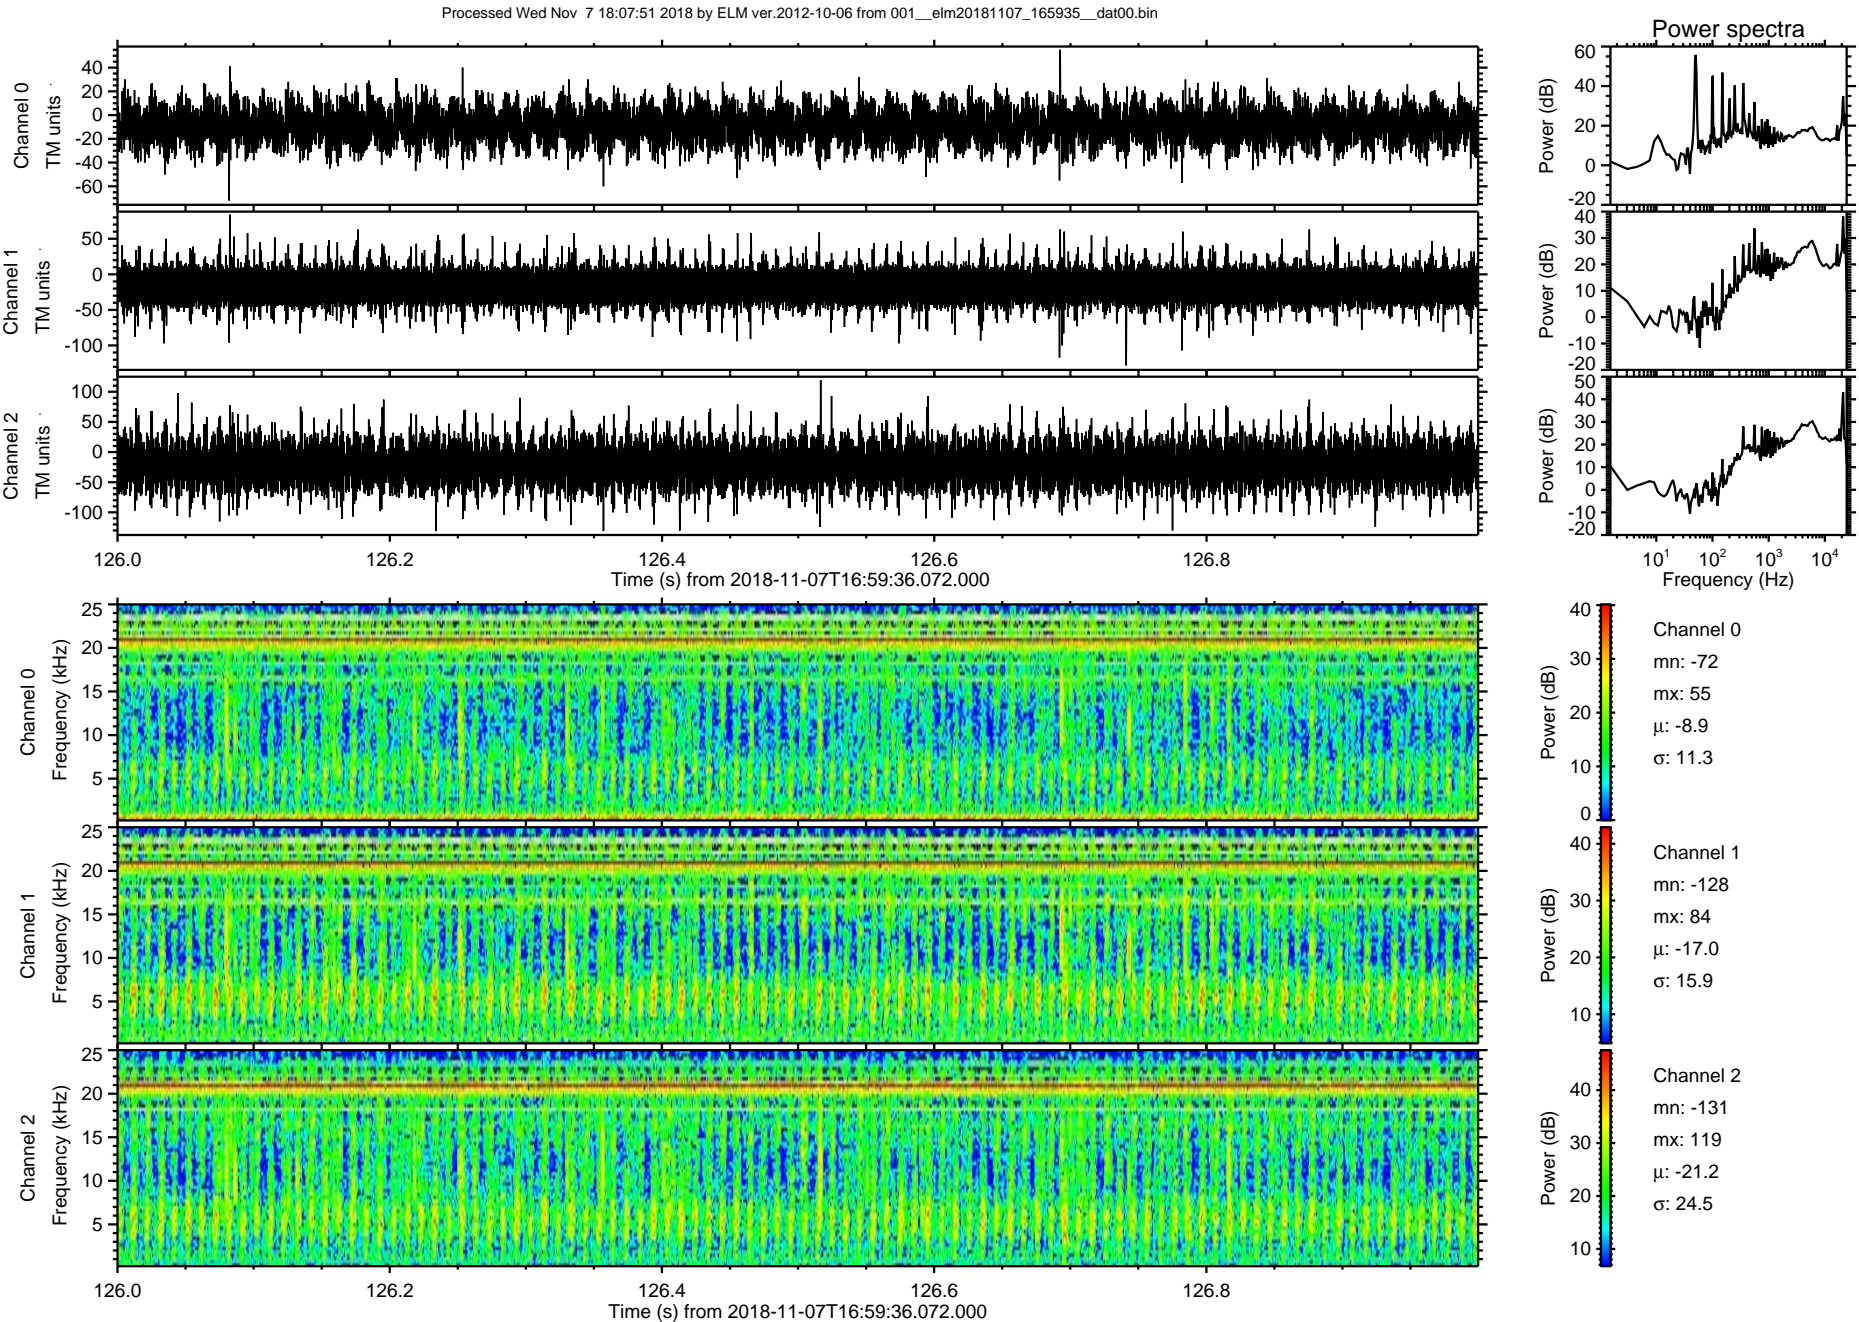 Processed Wed Nov  7 18:07:51 2018 by ELM ver.2012-10-06 from 001__elm20181107_165935__dat00.bin
Power spectra
Channel 0
TM units
40
20
0
-20
-40
-60
Power (dB)
60
40
20
0
-20
Channel 1
TM units
50
0
-50
-100
Power (dB)
40
30
20
10
0
-10
-20
Channel 2
TM units
100
50
0
-50
-100
Power (dB)
50
40
30
20
10
0
-10
-20
126.0 126.2 126.4 126.6 126.8
Time (s) from 2018-11-07T16:59:36.072.000
10^1 10^2 10^3 10^4
Frequency (Hz)
Channel 0
Frequency (kHz)
25
20
15
10
5
Power (dB)
40
30
20
10
0
Channel 0
mn: -72
mx: 55
μ: -8.9
σ: 11.3
Channel 1
Frequency (kHz)
25
20
15
10
5
Power (dB)
40
30
20
10
Channel 1
mn: -128
mx: 84
μ: -17.0
σ: 15.9
Channel 2
Frequency (kHz)
25
20
15
10
5
Power (dB)
40
30
20
10
Channel 2
mn: -131
mx: 119
μ: -21.2
σ: 24.5
126.0 126.2 126.4 126.6 126.8
Time (s) from 2018-11-07T16:59:36.072.000